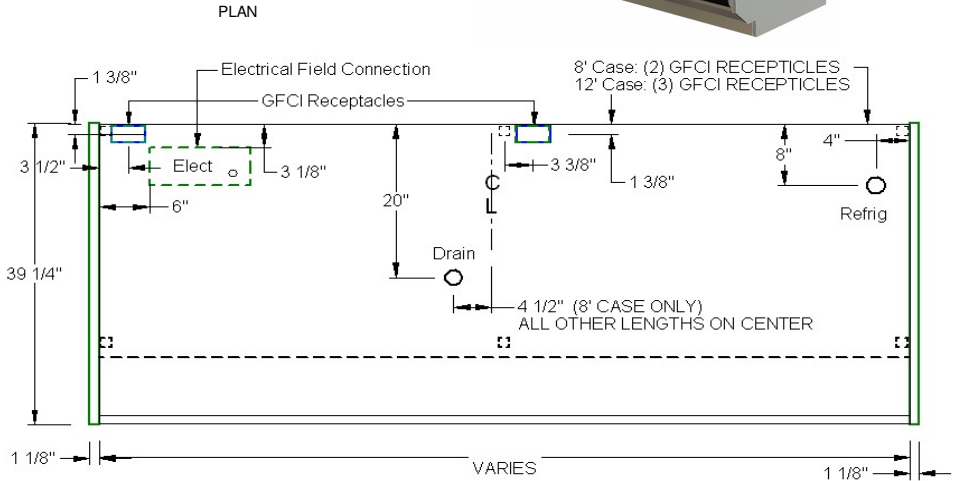 PLAN
1 3/8"
Electrical Field Connection
8' Case: (2) GFCI RECEPTICLES
12' Case: (3) GFCI RECEPTICLES
GFCI Receptacles
3 1/2"
Elect
3 1/8"
3 3/8"
1 3/8"
8"
4"
6"
20"
CL
Refrig
Drain
39 1/4"
4 1/2" (8' CASE ONLY)
ALL OTHER LENGTHS ON CENTER
1 1/8"
VARIES
1 1/8"